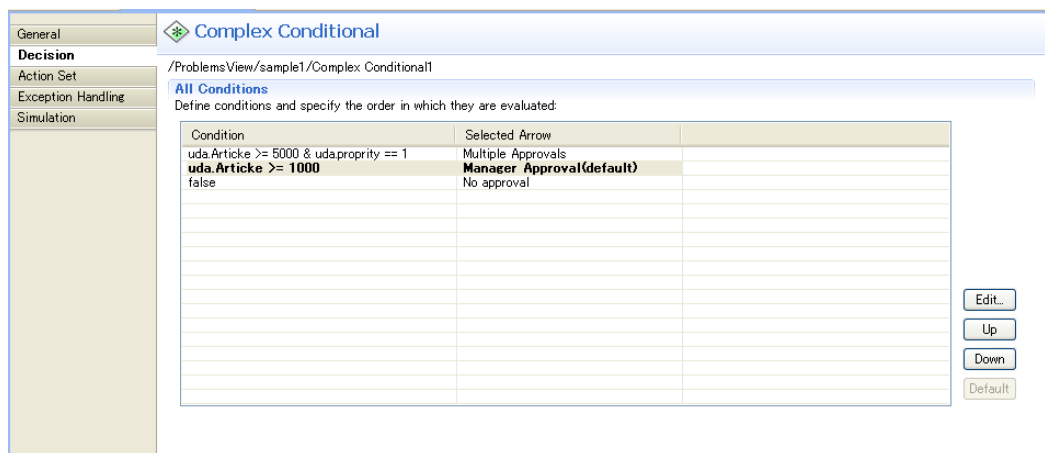 General
Decision
Action Set
Exception Handling
Simulation
Complex Conditional
/ProblemsView/sample1/Complex Conditional1
All Conditions
Define conditions and specify the order in which they are evaluated:
Condition Selected Arrow
uda.Articke >= 5000 & uda.proprity == 1 Multiple Approvals
uda.Articke >= 1000 Manager Approval(default)
false No approval
Edit...
Up
Down
Default